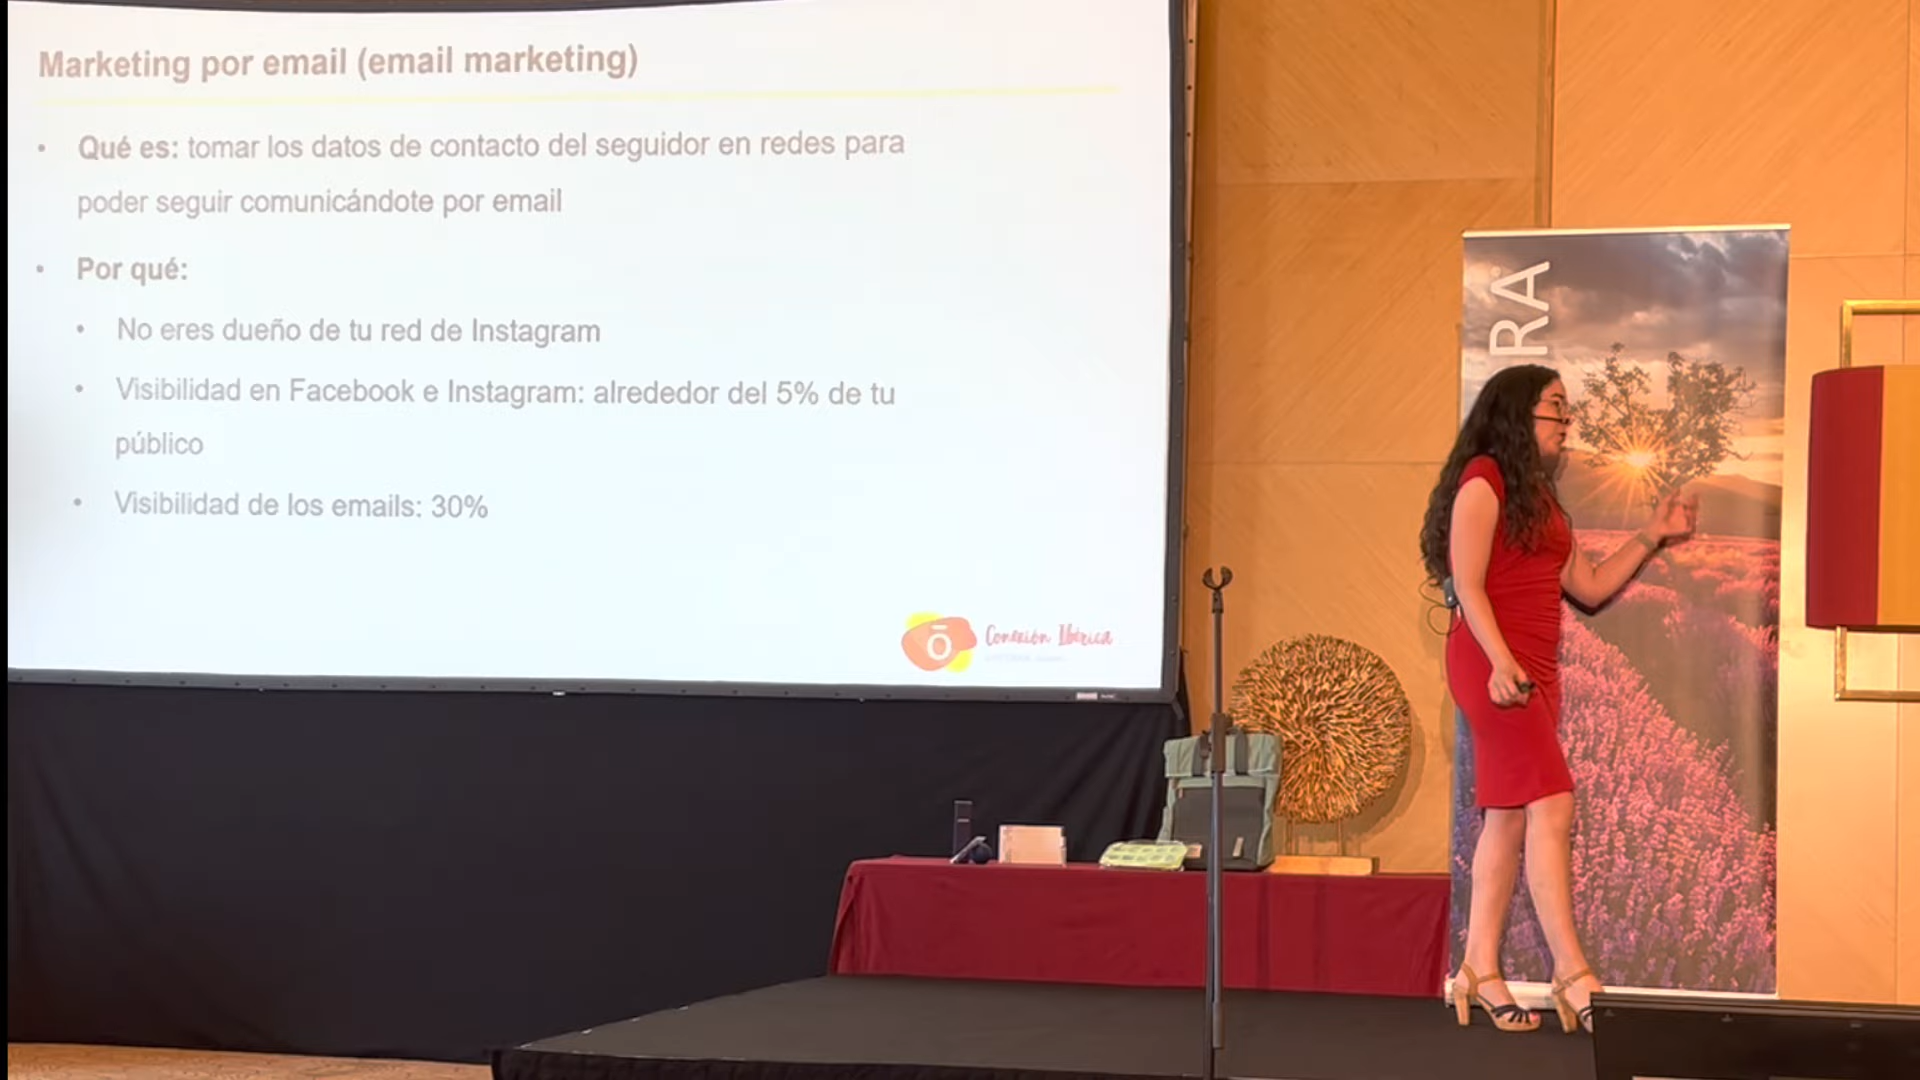 Marketing por email (email marketing)
• Qué es: tomar los datos de contacto del seguidor en redes para
poder seguir comunicándote por email
• Por qué:
• No eres dueño de tu red de Instagram
• Visibilidad en Facebook e Instagram: alrededor del 5% de tu
público
• Visibilidad de los emails: 30%
ō Conexión Ibérica
RA